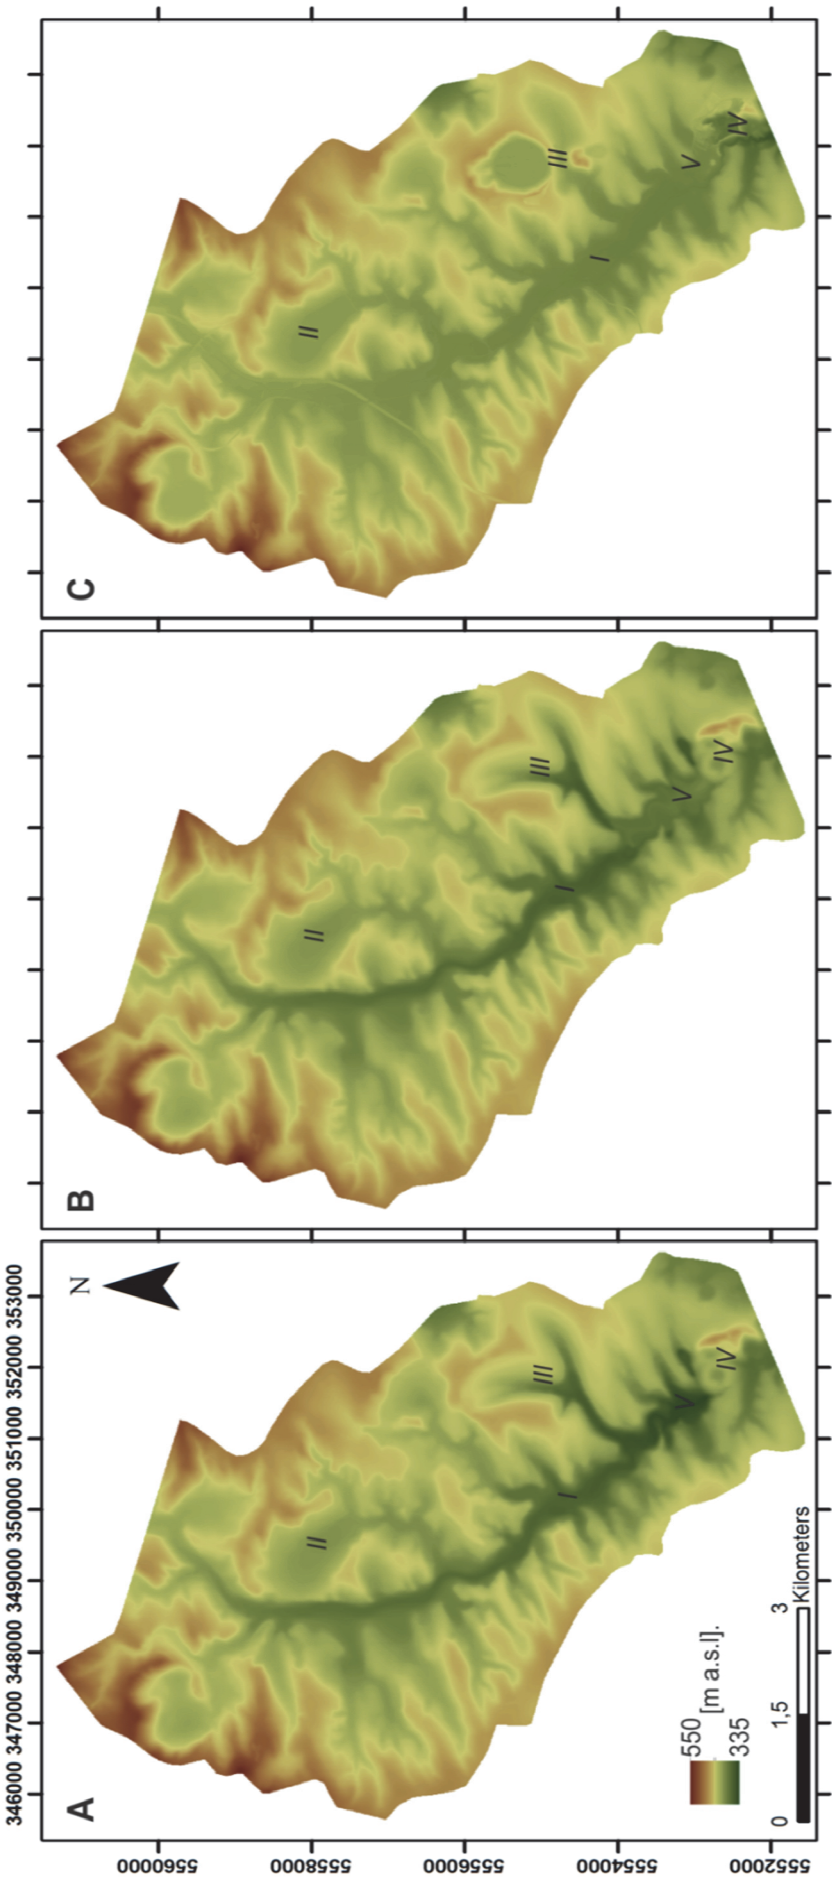 C
III
IV
V
I
II
B
III
IV
V
I
II
346000 347000 348000 349000 350000 351000 352000 353000
N
A
III
IV
V
I
II
550
335
[m a.s.l].
0 1,5 3
Kilometers
5560000 5558000 5556000 5554000 5552000